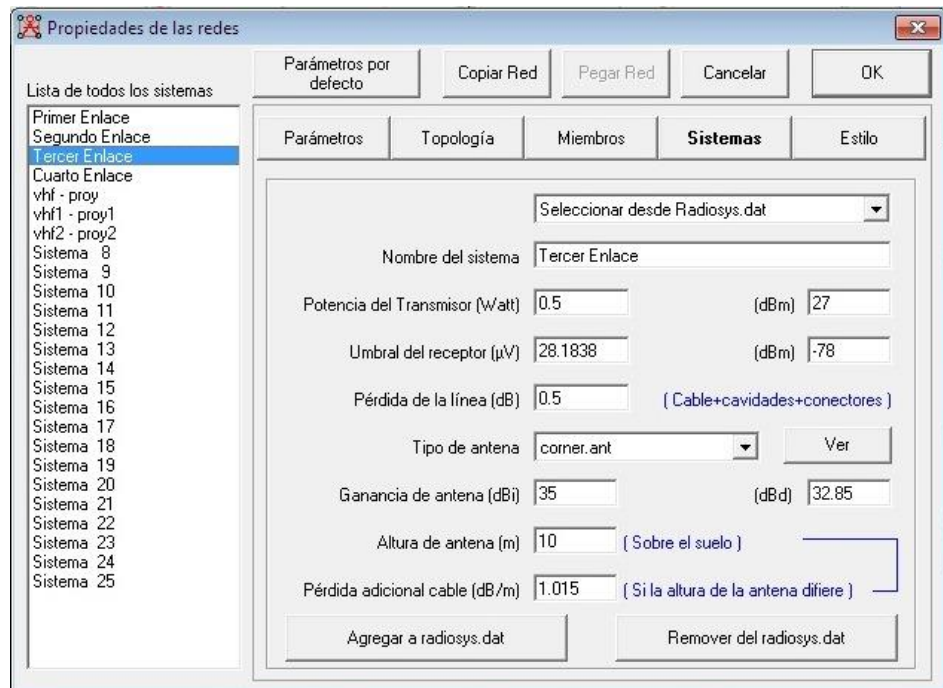 Propiedades de las redes
Parámetros por defecto
Copiar Red
Pegar Red
Cancelar
OK
Lista de todos los sistemas
Primer Enlace
Segundo Enlace
Tercer Enlace
Cuarto Enlace
vhf - proy
vhf1 - proy1
vhf2 - proy2
Sistema 8
Sistema 9
Sistema 10
Sistema 11
Sistema 12
Sistema 13
Sistema 14
Sistema 15
Sistema 16
Sistema 17
Sistema 18
Sistema 19
Sistema 20
Sistema 21
Sistema 22
Sistema 23
Sistema 24
Sistema 25
Parámetros
Topología
Miembros
Sistemas
Estilo
Seleccionar desde Radiosys.dat
Nombre del sistema Tercer Enlace
Potencia del Transmisor (Watt) 0.5 (dBm) 27
Umbral del receptor (µV) 28.1838 (dBm) -78
Pérdida de la línea (dB) 0.5 ( Cable+cavidades+conectores )
Tipo de antena corner.ant Ver
Ganancia de antena (dBi) 35 (dBd) 32.85
Altura de antena (m) 10 ( Sobre el suelo )
Pérdida adicional cable (dB/m) 1.015 ( Si la altura de la antena difiere )
Agregar a radiosys.dat
Remover del radiosys.dat